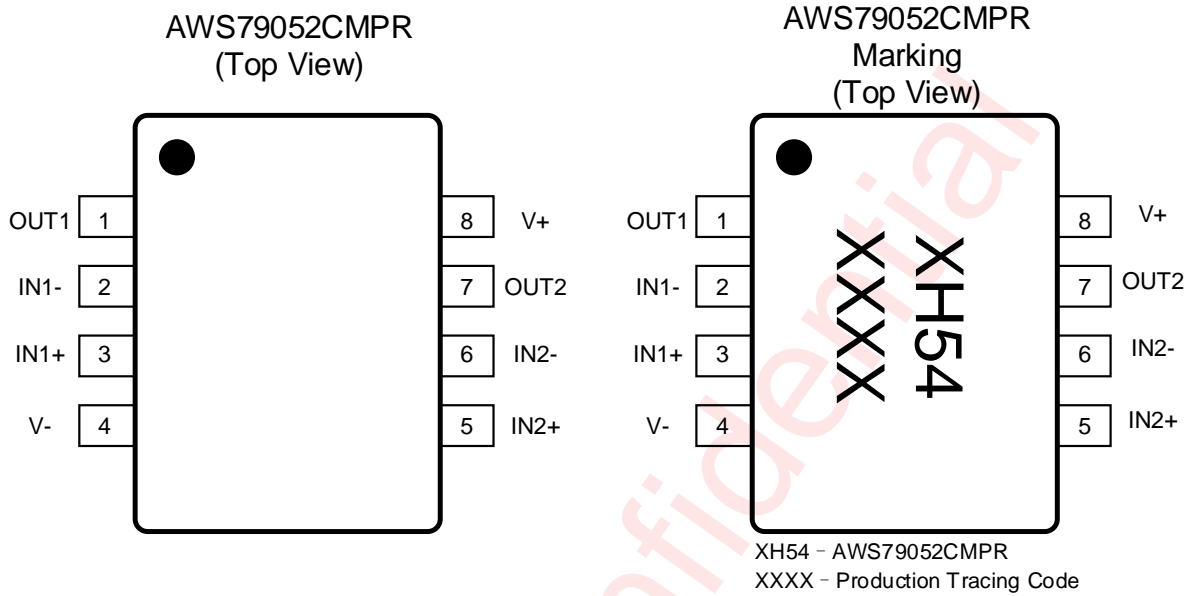 AWS79052CMPR
(Top View)
OUT1 1
IN1- 2
IN1+ 3
V- 4
8 V+
7 OUT2
6 IN2-
5 IN2+
AWS79052CMPR
Marking
(Top View)
OUT1 1
IN1- 2
IN1+ 3
V- 4
XH54
XXXX
8 V+
7 OUT2
6 IN2-
5 IN2+
XH54 - AWS79052CMPR
XXXX - Production Tracing Code
nfidential